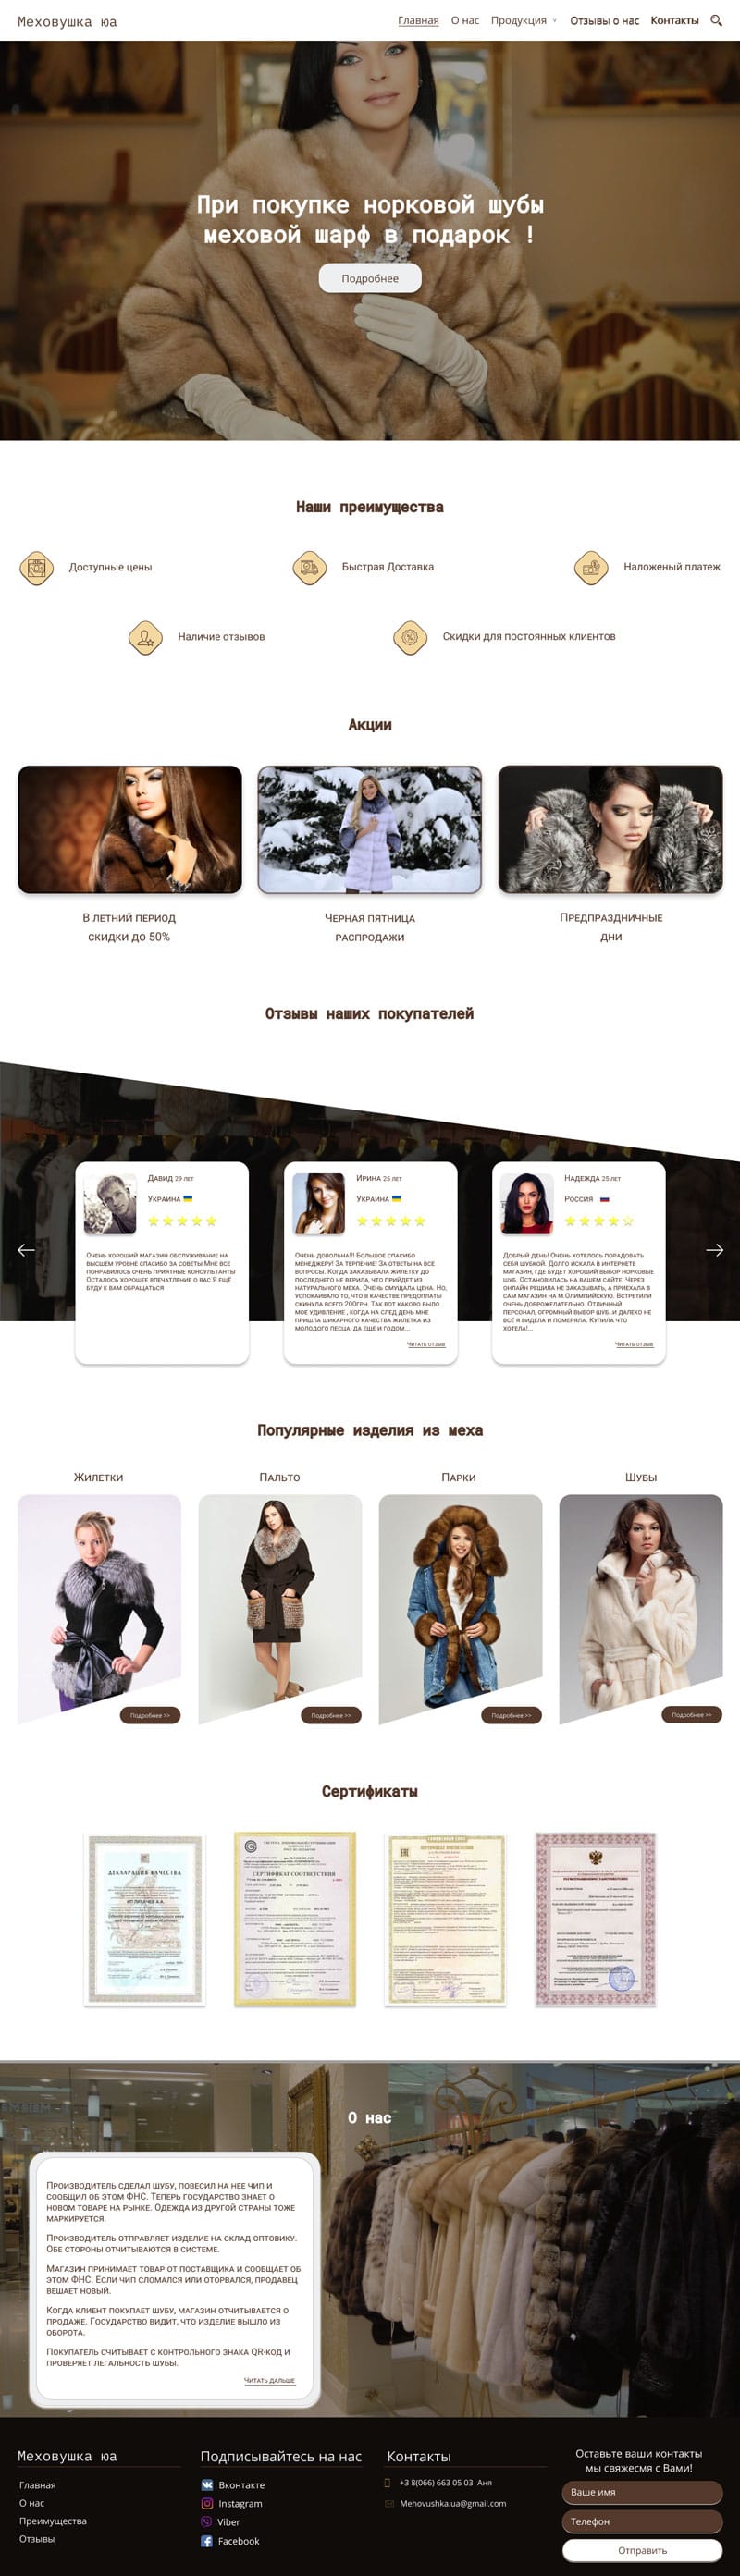 Меховушка юа
Главная О нас Продукция Отзывы о нас Контакты
При покупке норковой шубы
меховой шарф в подарок !
Подробнее
Наши преимущества
Доступные цены
Быстрая Доставка
Наложеный платеж
Наличие отзывов
Скидки для постоянных клиентов
Акции
В летний период
скидки до 50%
Черная пятница
распродажи
Предпраздничные
дни
Отзывы наших покупателей
Давид 29 лет
Украина
Очень хороший магазин обслуживание на
высшем уровне спасибо за советы Мне все
понравилось очень приятные консультанты
Осталось хорошее впечатление о вас Я ещё
буду к вам обращаться
Ирина 25 лет
Украина
Очень довольна!!! Большое спасибо
менеджеру! За терпение! За ответы на все
вопросы. Когда заказывала жилетку до
последнего не верила, что прийдет из
натурального меха. Очень смущала цена. Но,
успокаивало то, что в качестве предоплаты
скинула всего 200грн. Так вот каково было
мое удивление , когда на след день мне
пришла шикарного качества жилетка из
молодого песца, да еще и годом...
Читать отзыв
Надежда 25 лет
Россия
Добрый день! Очень хотелось порадовать
себя шубкой. Долго искала в интернете
магазин, где будет хороший выбор норковые
шуб. Остановилась на вашем сайте. Через
онлайн решила не заказывать, а приехала в
сам магазин на м Олимпийскую. Встретили
очень доброжелательно. Отличный
персонал, огромный выбор шуб. и далеко не
всё я видела и померяла. Купила что
хотела!...
Читать отзыв
Популярные изделия из меха
Жилетки
Пальто
Парки
Шубы
Подробнее >>
Подробнее >>
Подробнее >>
Подробнее >>
Сертификаты
ДЕКЛАРАЦИЯ КАЧЕСТВА
СЕРТИФИКАТ СООТВЕТСТВИЯ
О нас
Производитель сделал шубу, повесил на нее чип и
сообщил об этом ФНС. Теперь государство знает о
новом товаре на рынке. Одежда из другой страны тоже
маркируется.
Производитель отправляет изделие на склад оптовику.
Обе стороны отчитываются в системе.
Магазин принимает товар от поставщика и сообщает об
этом ФНС. Если чип сломался или оторвался, продавец
вешает новый.
Когда клиент покупает шубу, магазин отчитывается о
продаже. Государство видит, что изделие вышло из
оборота.
Покупатель считывает с контрольного знака QR-код и
проверяет легальность шубы.
Читать дальше
Меховушка юа
Главная
О нас
Преимущества
Отзывы
Подписывайтесь на нас
Вконтакте
Instagram
Viber
Facebook
Контакты
+3 8(066) 663 05 03 Аня
Mehovushka.ua@gmail.com
Оставьте ваши контакты
мы свяжесмя с Вами!
Ваше имя
Телефон
Отправить